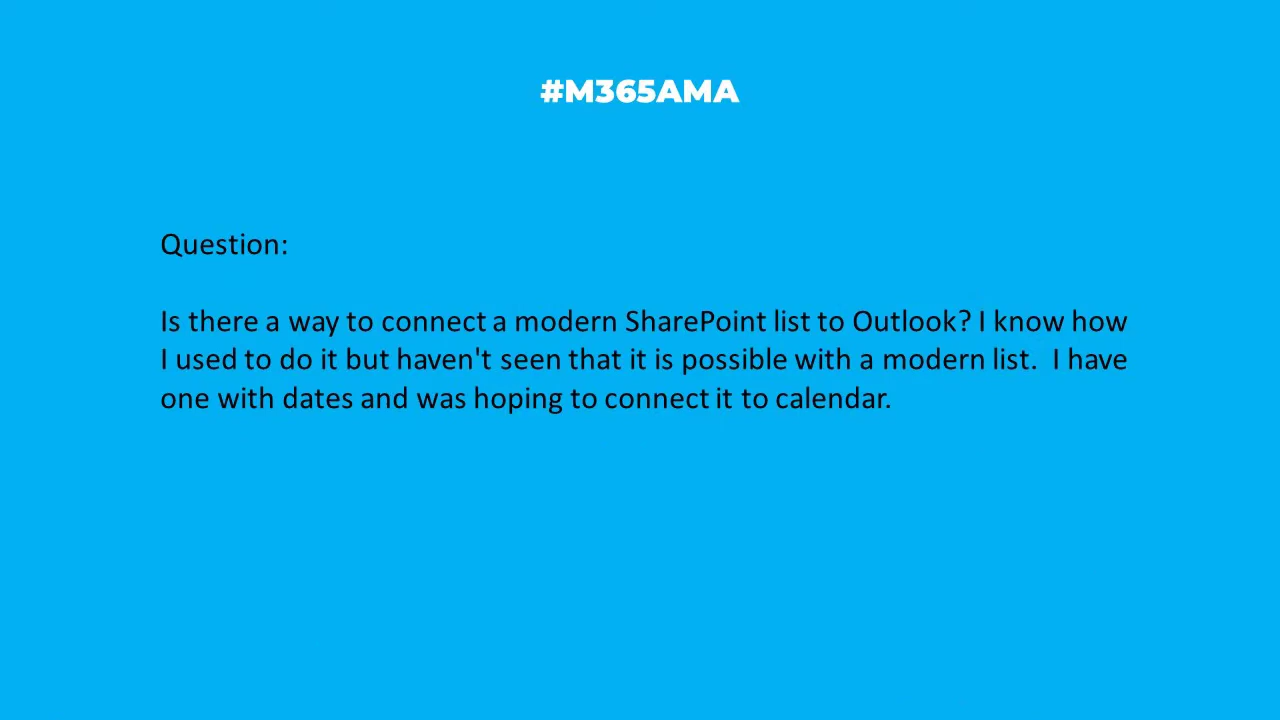 #M365AMA
Question:
Is there a way to connect a modern SharePoint list to Outlook? I know how
I used to do it but haven't seen that it is possible with a modern list.  I have
one with dates and was hoping to connect it to calendar.